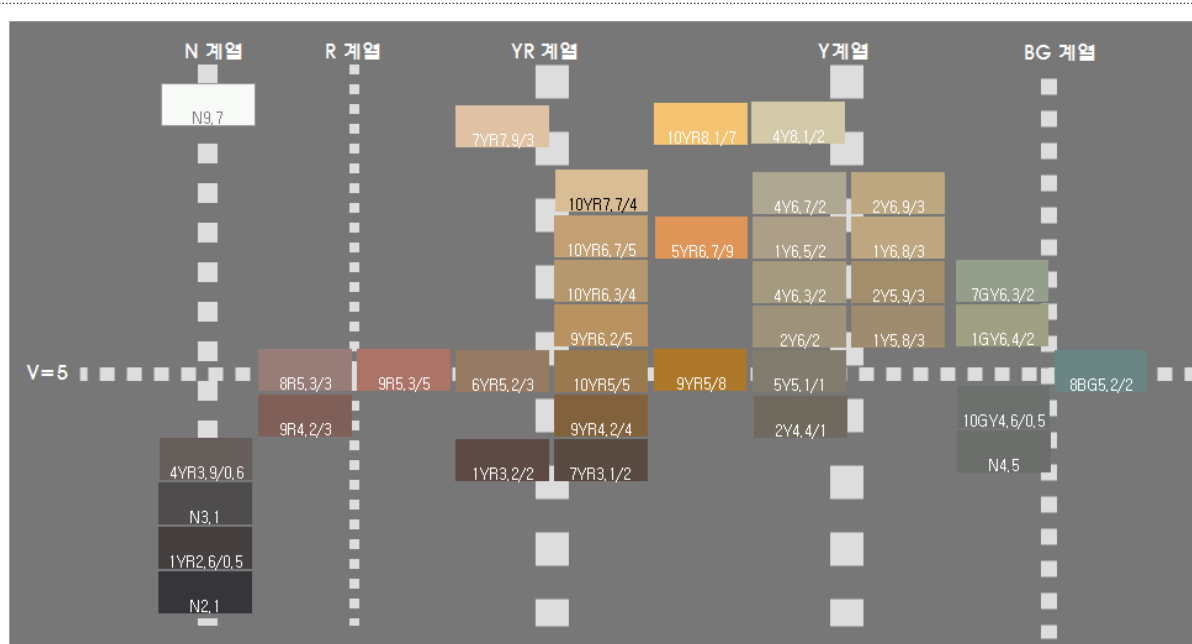 N 계열 R 계열 YR 계열 Y계열 BG 계열
N9.7
7YR7.9/3 10YR8.1/7 4Y8.1/2
10YR7.7/4 4Y6.7/2 2Y6.9/3
10YR6.7/5 5YR6.7/9 1Y6.5/2 1Y6.8/3
10YR6.3/4 4Y6.3/2 2Y5.9/3 7GY6.3/2
9YR6.2/5 2Y6/2 1Y5.8/3 1GY6.4/2
V=5 8R5.3/3 9R5.3/5 6YR5.2/3 10YR5/5 9YR5/8 5Y5.1/1 8BG5.2/2
9R4.2/3 9YR4.2/4 2Y4.4/1 10GY4.6/0.5
4YR3.9/0.6 1YR3.2/2 7YR3.1/2 N4.5
N3.1
1YR2.6/0.5
N2.1